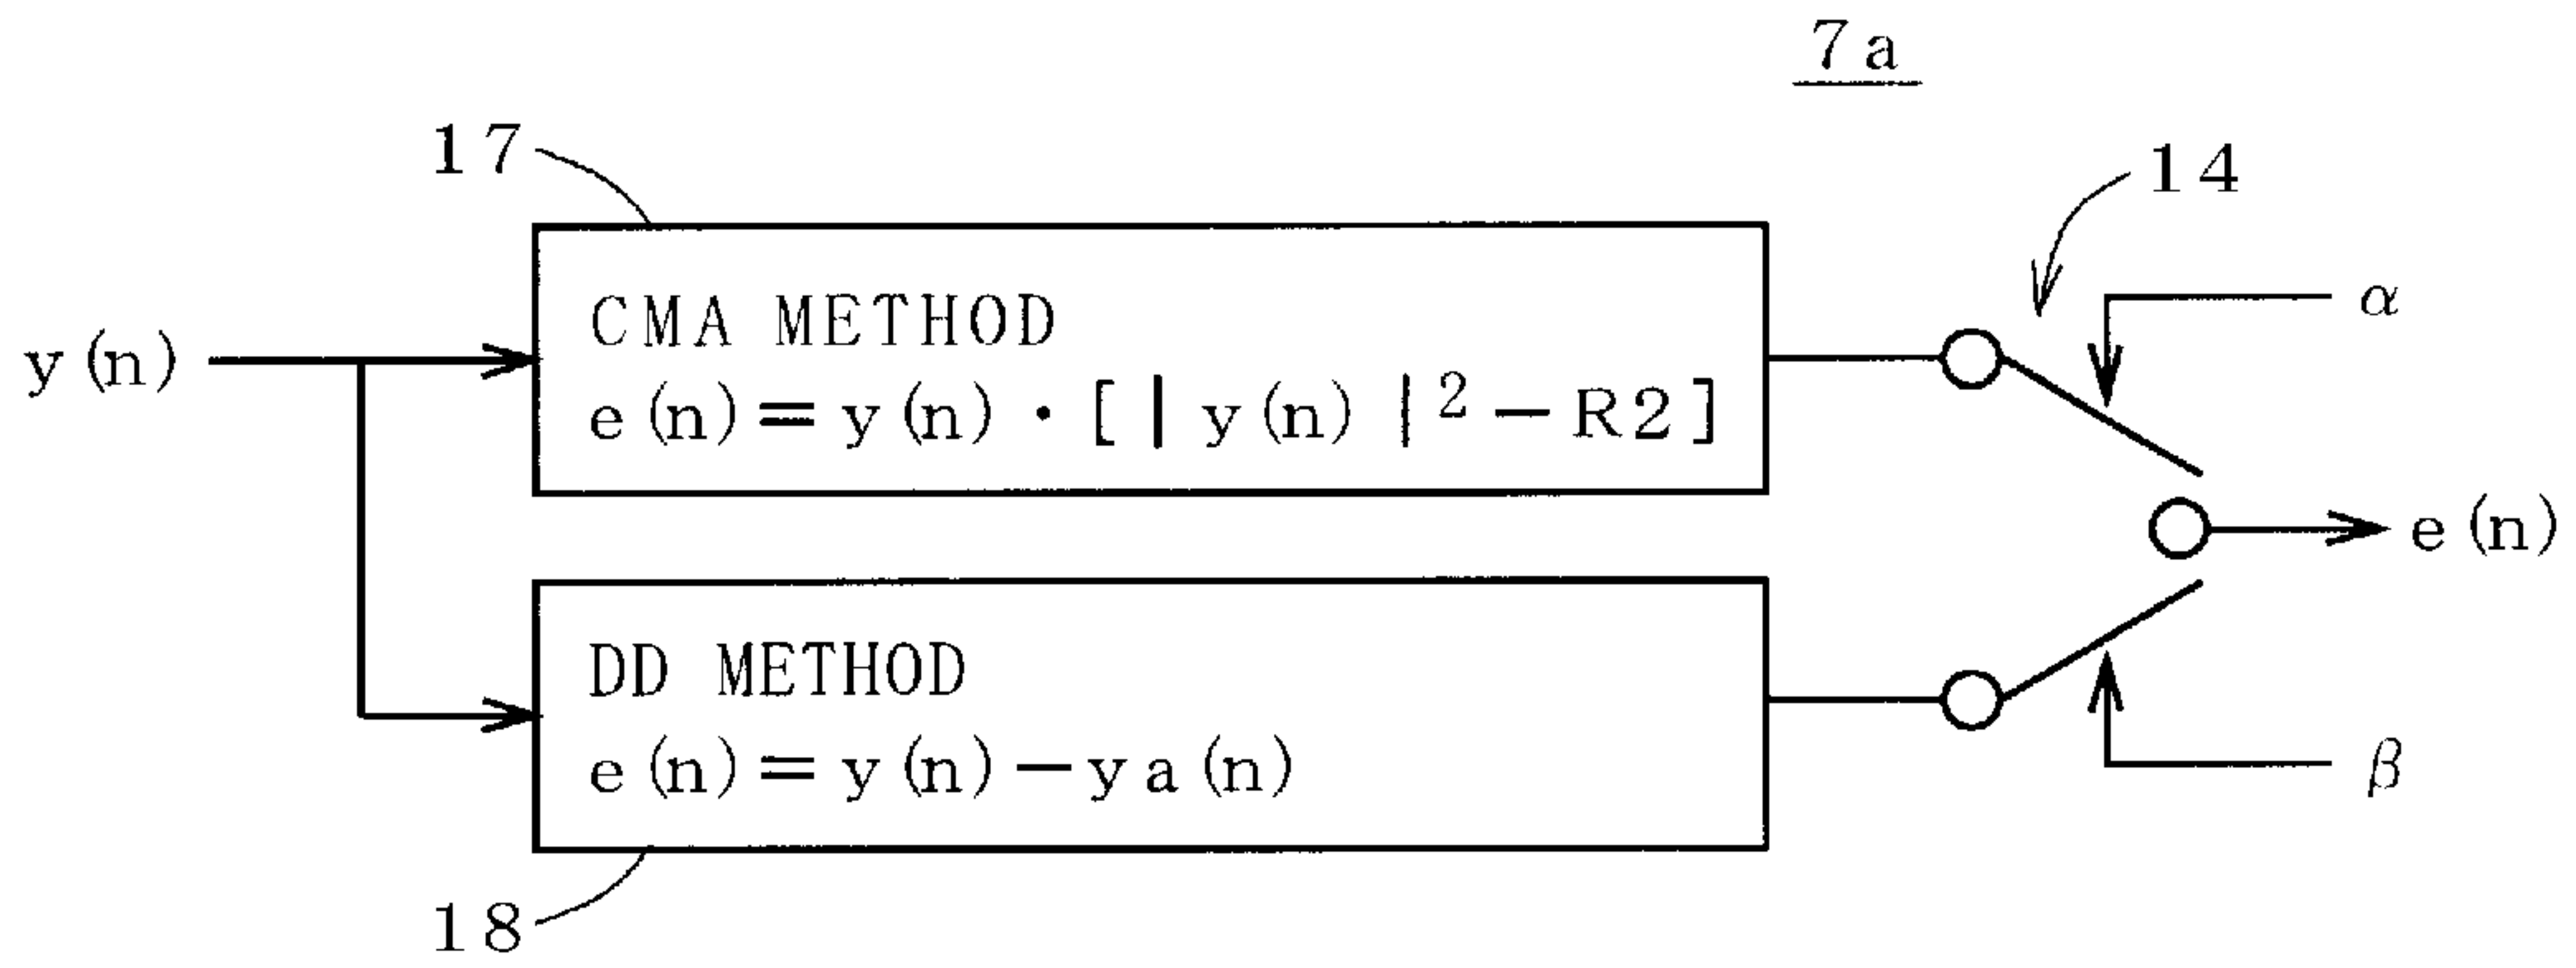 7a
17
14
CMA METHOD
e(n)=y(n)·[|y(n)|²-R2]
α
y(n)
e(n)
DD METHOD
e(n)=y(n)-ya(n)
β
18